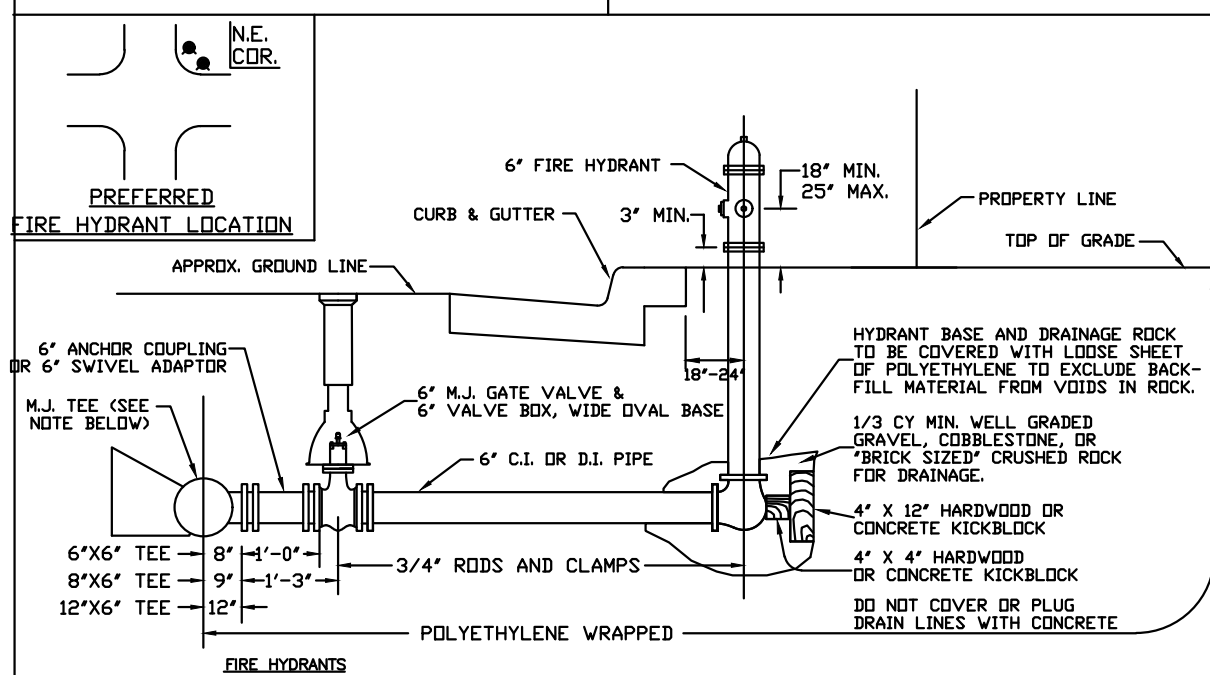 N.E.
COR.
PREFERRED
FIRE HYDRANT LOCATION
6" FIRE HYDRANT
18" MIN.
25" MAX.
3" MIN.
CURB & GUTTER
PROPERTY LINE
TOP OF GRADE
APPROX. GROUND LINE
6" ANCHOR COUPLING
OR 6" SWIVEL ADAPTOR
M.J. TEE (SEE
NOTE BELOW)
6" M.J. GATE VALVE &
6" VALVE BOX, WIDE OVAL BASE
18"-24"
HYDRANT BASE AND DRAINAGE ROCK
TO BE COVERED WITH LOOSE SHEET
OF POLYETHYLENE TO EXCLUDE BACK-
FILL MATERIAL FROM VOIDS IN ROCK.
1/3 CY MIN. WELL GRADED
GRAVEL, COBBLESTONE, OR
"BRICK SIZED" CRUSHED ROCK
FOR DRAINAGE.
6" C.I. OR D.I. PIPE
4" X 12" HARDWOOD OR
CONCRETE KICKBLOCK
4" X 4" HARDWOOD
OR CONCRETE KICKBLOCK
DO NOT COVER OR PLUG
DRAIN LINES WITH CONCRETE
6"X6" TEE 8" 1'-0"
8"X6" TEE 9" 1'-3"
12"X6" TEE 12"
3/4" RODS AND CLAMPS
POLYETHYLENE WRAPPED
FIRE HYDRANTS